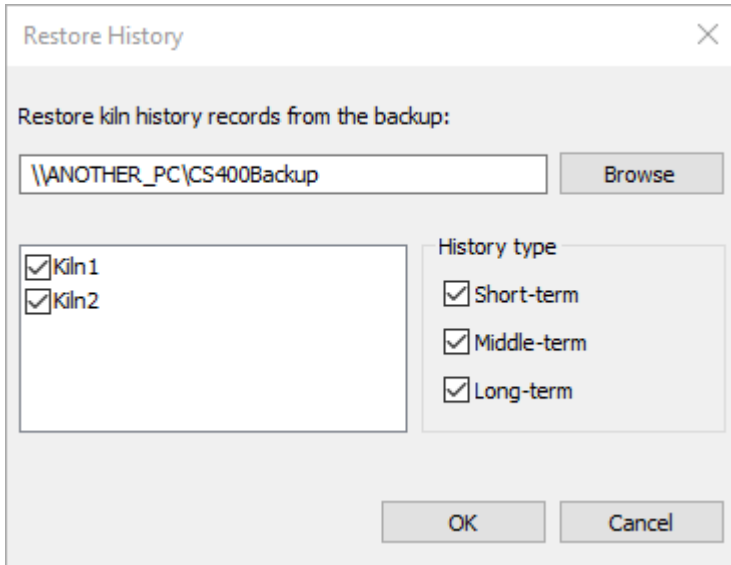 Restore History
Restore kiln history records from the backup:
\\ANOTHER_PC\CS400Backup
Browse
Kiln1
Kiln2
History type
Short-term
Middle-term
Long-term
OK
Cancel